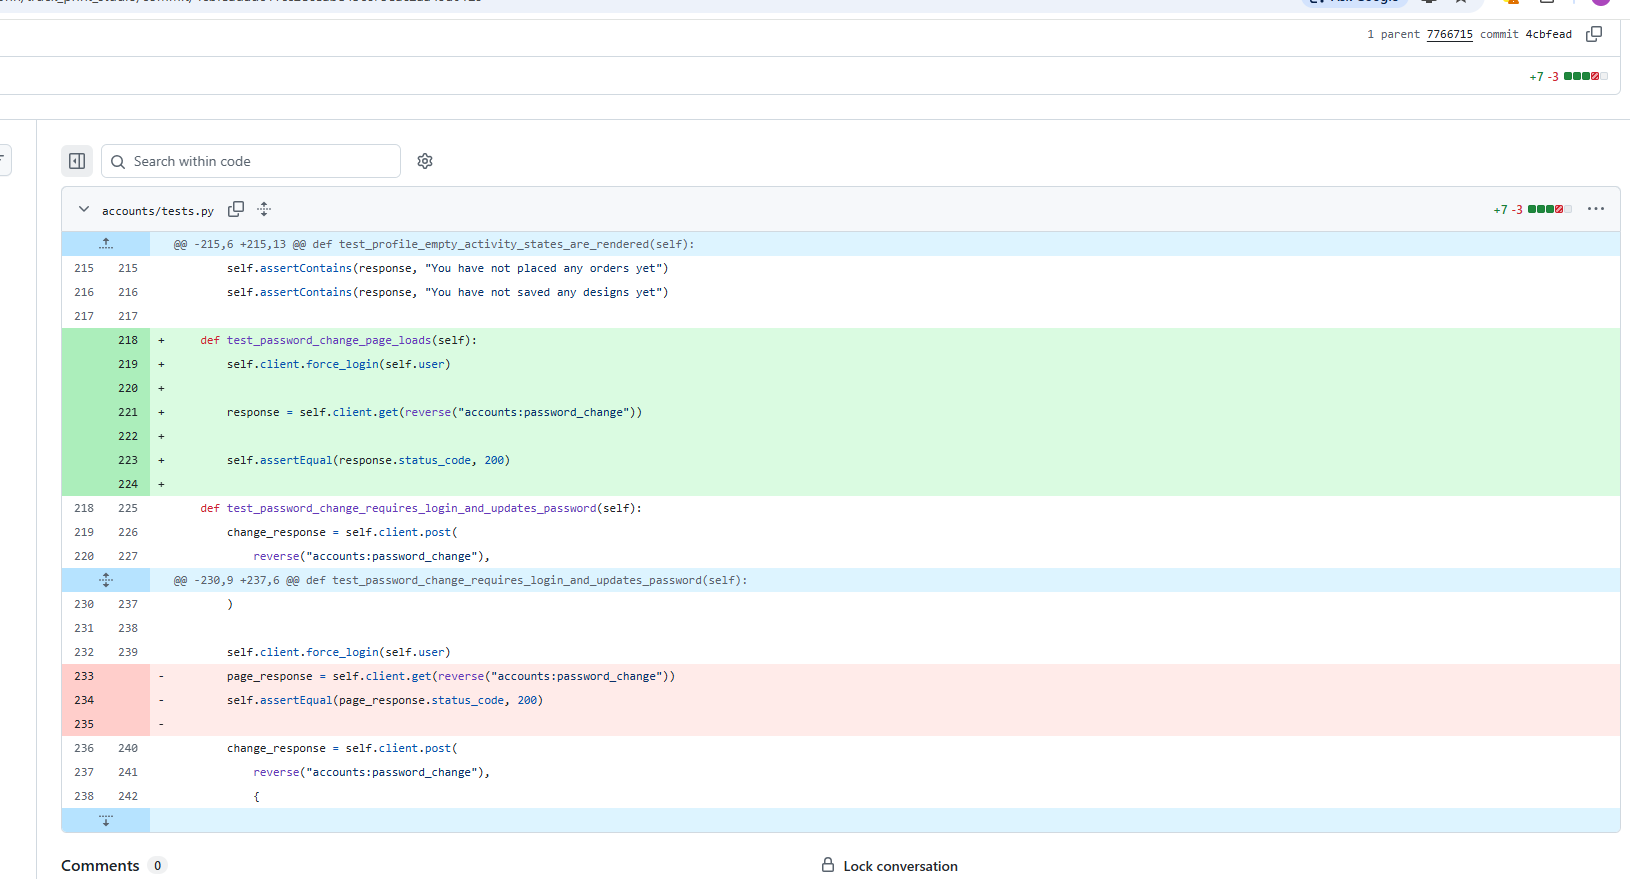 1 parent 7766715 commit 4cbfead
+7 -3
Search within code
accounts/tests.py
+7 -3
@@ -215,6 +215,13 @@ def test_profile_empty_activity_states_are_rendered(self):
215 215 self.assertContains(response, "You have not placed any orders yet")
216 216 self.assertContains(response, "You have not saved any designs yet")
217 217
218 + def test_password_change_page_loads(self):
219 + self.client.force_login(self.user)
220 +
221 + response = self.client.get(reverse("accounts:password_change"))
222 +
223 + self.assertEqual(response.status_code, 200)
224 +
218 225 def test_password_change_requires_login_and_updates_password(self):
219 226 change_response = self.client.post(
220 227 reverse("accounts:password_change"),
@@ -230,9 +237,6 @@ def test_password_change_requires_login_and_updates_password(self):
230 237 )
231 238
232 239 self.client.force_login(self.user)
233 - page_response = self.client.get(reverse("accounts:password_change"))
234 - self.assertEqual(page_response.status_code, 200)
235 -
236 240 change_response = self.client.post(
237 241 reverse("accounts:password_change"),
238 242 {
Comments 0
Lock conversation